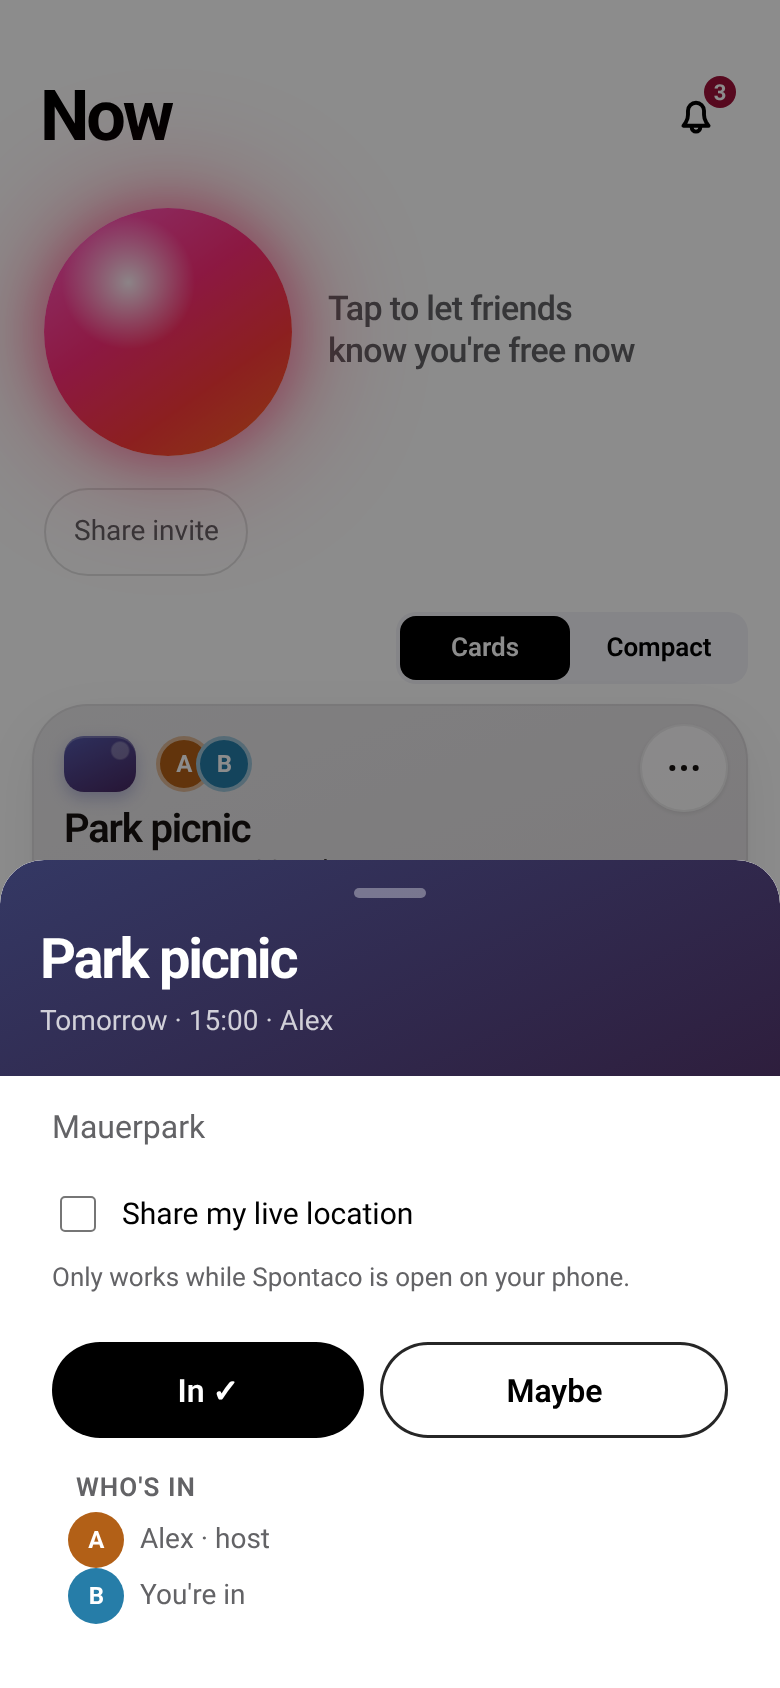 Now
3
Tap to let friends
know you're free now
Share invite
Cards
Compact
A
B
Park picnic
Park picnic
Tomorrow · 15:00 · Alex
Mauerpark
Share my live location
Only works while Spontaco is open on your phone.
In ✓
Maybe
WHO'S IN
A
Alex · host
B
You're in